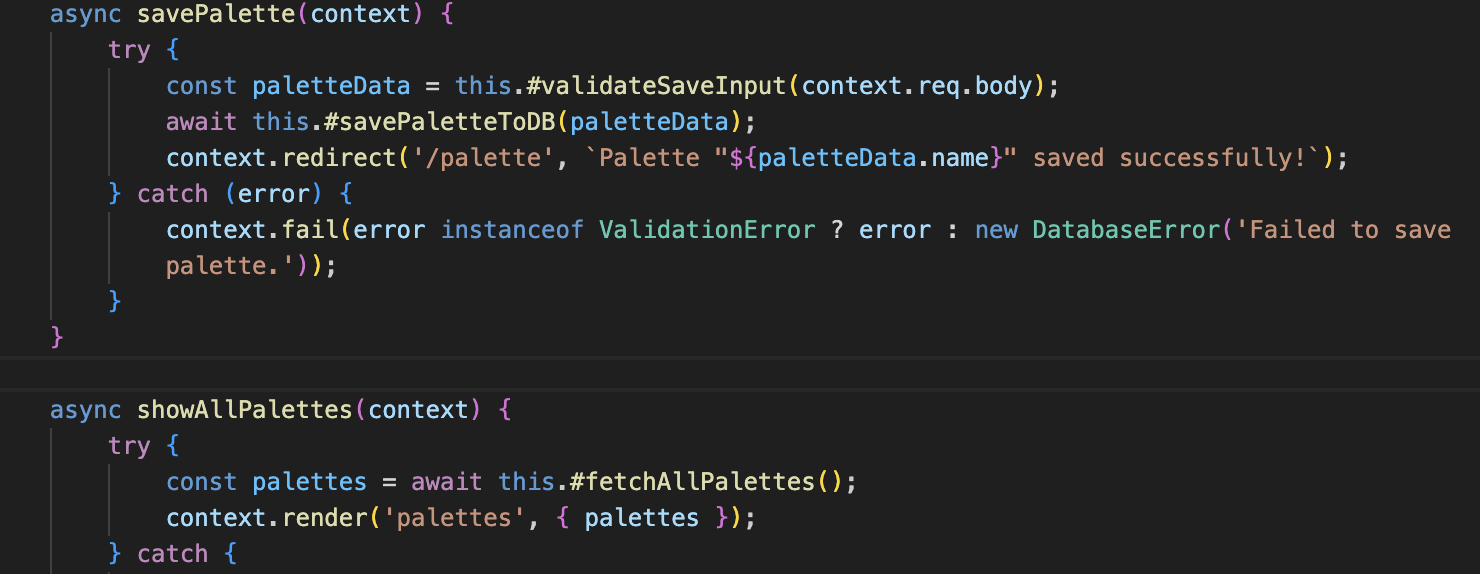 async savePalette(context) {
try {
const paletteData = this.#validateSaveInput(context.req.body);
await this.#savePaletteToDB(paletteData);
context.redirect('/palette', `Palette "${paletteData.name}" saved successfully!`);
} catch (error) {
context.fail(error instanceof ValidationError ? error : new DatabaseError('Failed to save
palette.'));
}
}
async showAllPalettes(context) {
try {
const palettes = await this.#fetchAllPalettes();
context.render('palettes', { palettes });
} catch {